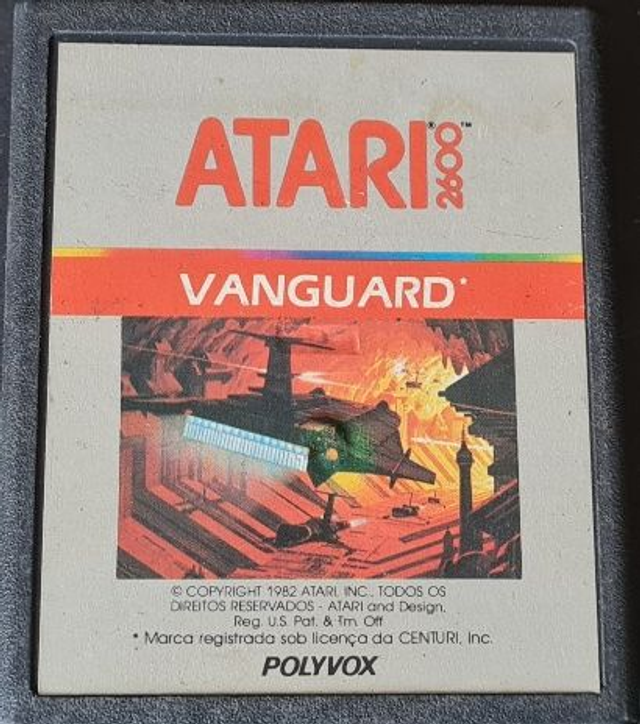 ATARI® 2600™
VANGUARD*
© COPYRIGHT 1982 ATARI, INC., TODOS OS
DIREITOS RESERVADOS - ATARI and Design,
Reg. U.S. Pat. & Tm. Off
* Marca registrada sob licença da CENTURI, Inc.
POLYVOX